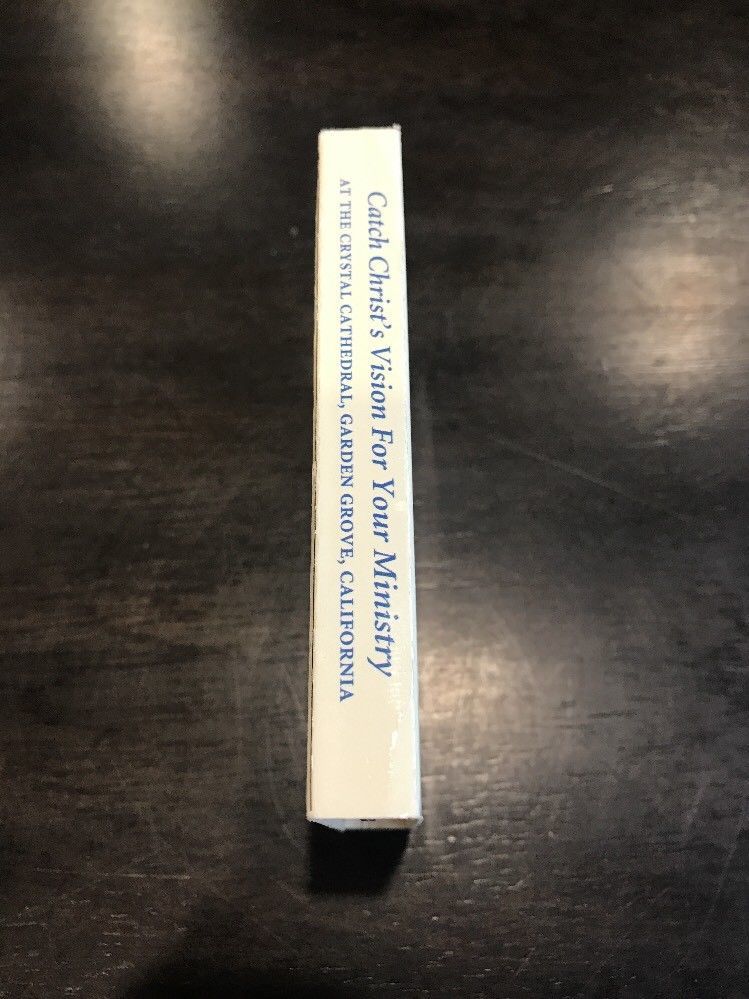 Catch Christ's Vision For Your Ministry
AT THE CRYSTAL CATHEDRAL, GARDEN GROVE, CALIFORNIA